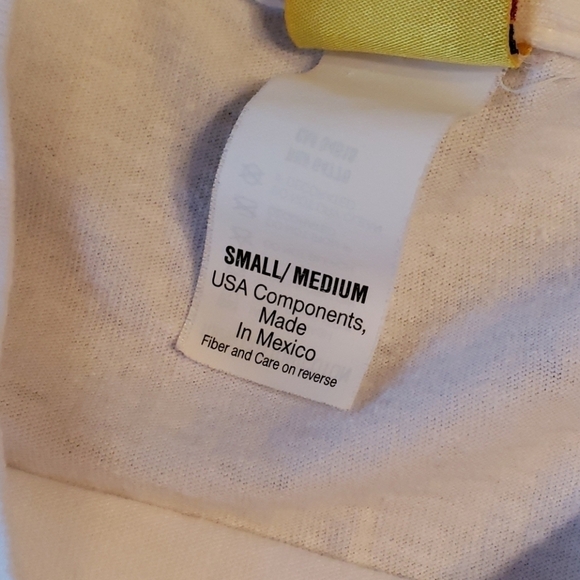 SMALL/MEDIUM
USA Components,
Made
In Mexico
Fiber and Care on reverse